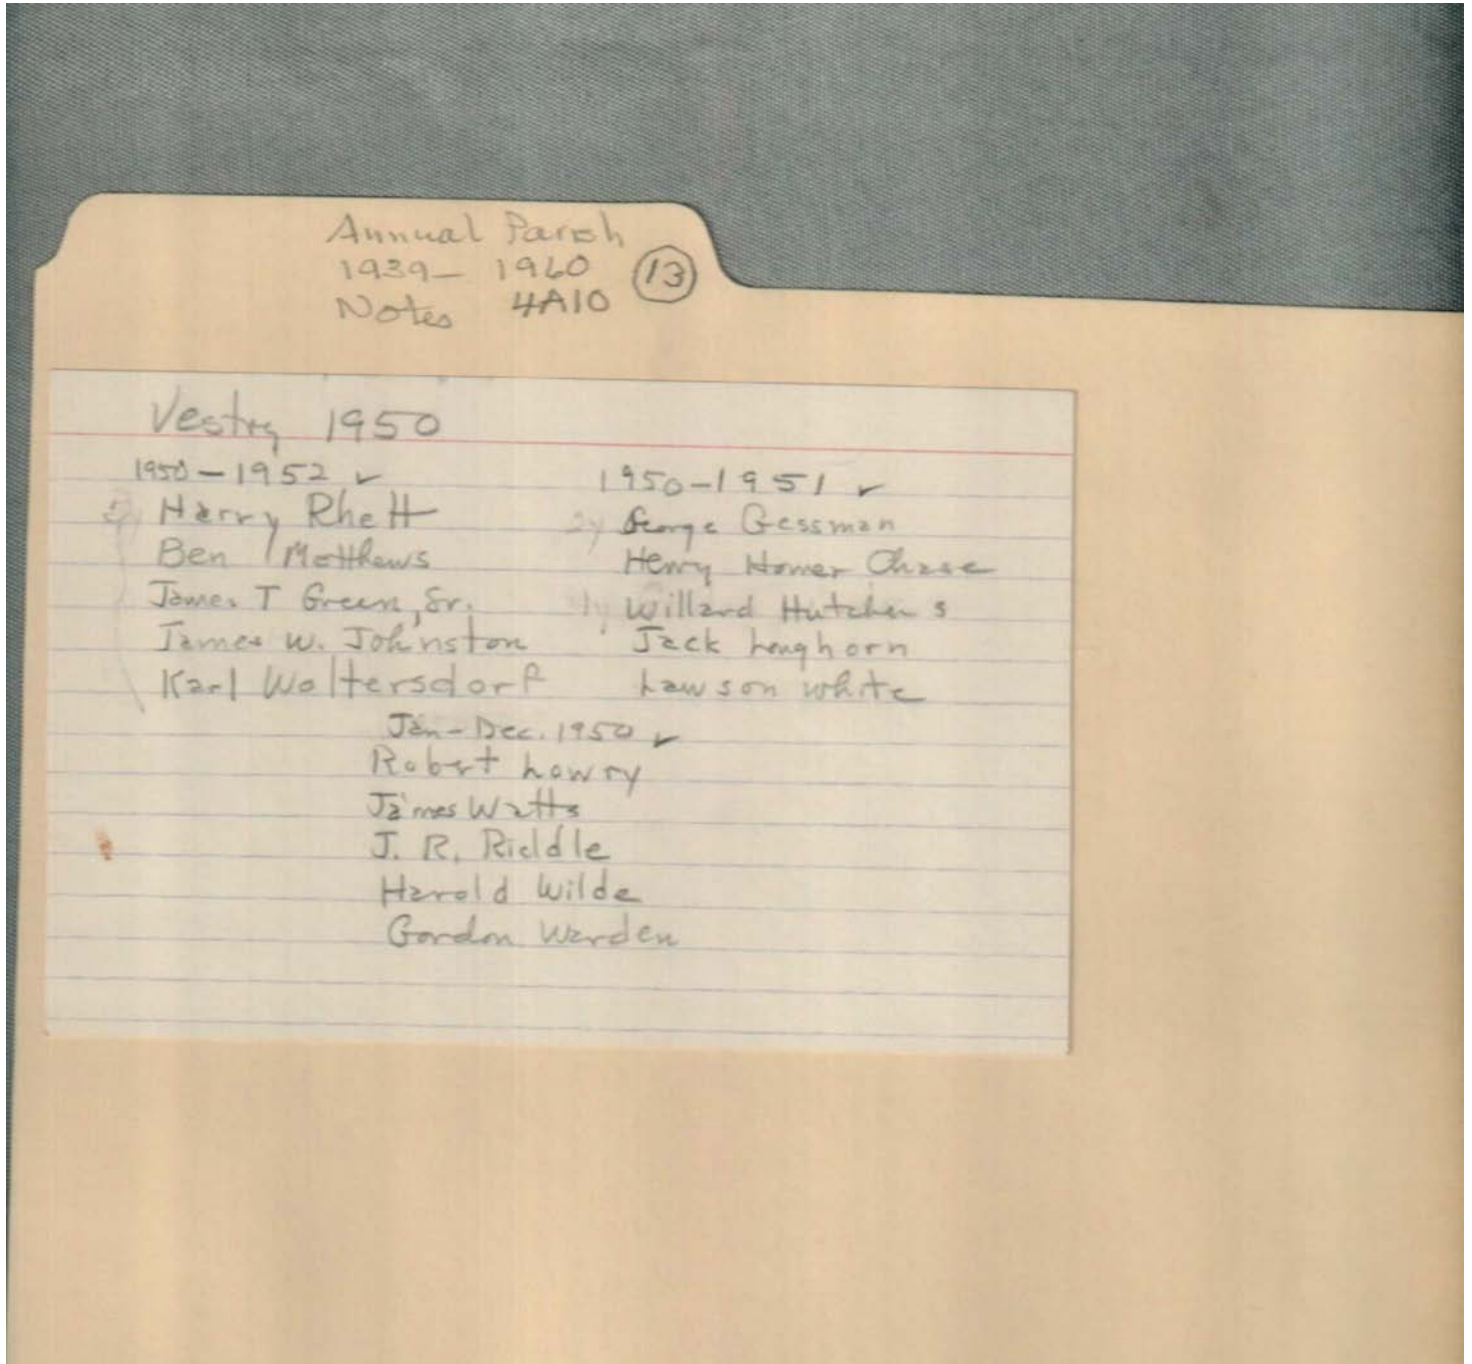 Annual Parish
1939- 1960 13
Notes 4A10
Vestry 1950
1950-1952 ✓
Harry Rhett
Ben Matthews
James T Green, Sr.
James W. Johnston
Karl Woltersdorf
1950-1951 ✓
2y George Gessman
Henry Homer Chase
1y Willard Hutchens
Jack Langhorn
Lawson White
Jan-Dec. 1950 ✓
Robert Lowry
James Watts
J. R. Riddle
Harold Wilde
Gordon Warden